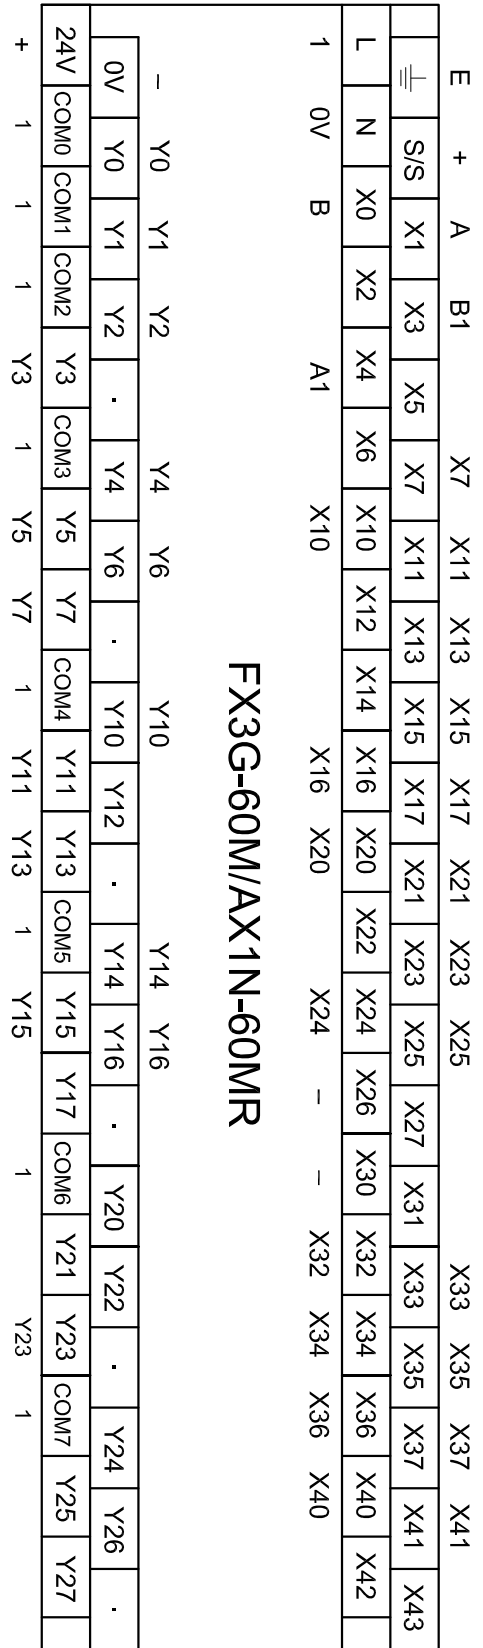 E + A B1 X7 X11 X13 X15 X17 X21 X23 X25 X33 X35 X37 X41
⏚ S/S X1 X3 X5 X7 X11 X13 X15 X17 X21 X23 X25 X27 X31 X33 X35 X37 X41 X43
L N X0 X2 X4 X6 X10 X12 X14 X16 X20 X22 X24 X26 X30 X32 X34 X36 X40 X42
1 0V B A1 X10 X16 X20 X24 – – X32 X34 X36 X40
FX3G-60M/AX1N-60MR
– Y0 Y1 Y2 Y4 Y6 Y10 Y14 Y16
0V Y0 Y1 Y2 . Y4 Y6 . Y10 Y12 . Y14 Y16 . Y20 Y22 . Y24 Y26 .
24V COM0 COM1 COM2 Y3 COM3 Y5 Y7 COM4 Y11 Y13 COM5 Y15 Y17 COM6 Y21 Y23 COM7 Y25 Y27
+ 1 1 1 Y3 1 Y5 Y7 1 Y11 Y13 1 Y15 1 Y23 1